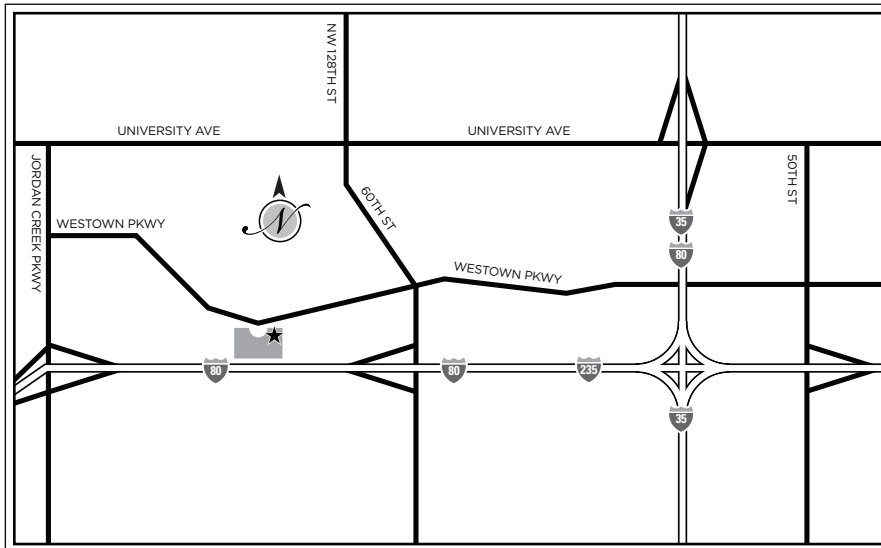 NW 128TH ST
UNIVERSITY AVE
UNIVERSITY AVE
JORDAN CREEK PKWY
50TH ST
60TH ST
N
35
WESTOWN PKWY
80
WESTOWN PKWY
80
80
235
35